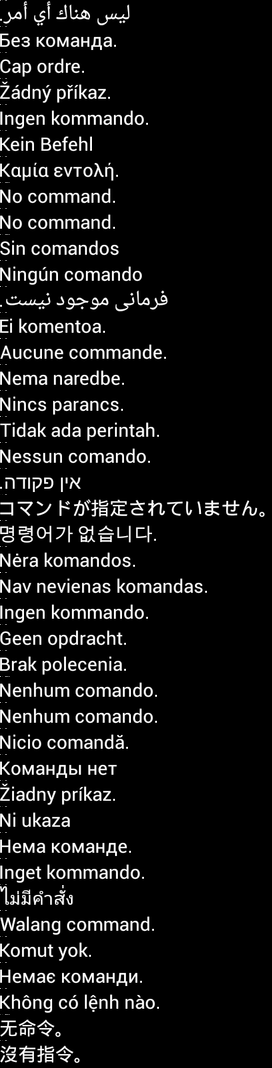 ليس هناك أي أمر.
Без команда.
Cap ordre.
Žádný příkaz.
Ingen kommando.
Kein Befehl
Καμία εντολή.
No command.
No command.
Sin comandos
Ningún comando
فرمانی موجود نیست.
Ei komentoa.
Aucune commande.
Nema naredbe.
Nincs parancs.
Tidak ada perintah.
Nessun comando.
אין פקודה.
コマンドが指定されていません。
명령어가 없습니다.
Nėra komandos.
Nav nevienas komandas.
Ingen kommando.
Geen opdracht.
Brak polecenia.
Nenhum comando.
Nenhum comando.
Nicio comandă.
Команды нет
Žiadny príkaz.
Ni ukaza
Нема команде.
Inget kommando.
ไม่มีคำสั่ง
Walang command.
Komut yok.
Немає команди.
Không có lệnh nào.
无命令。
沒有指令。